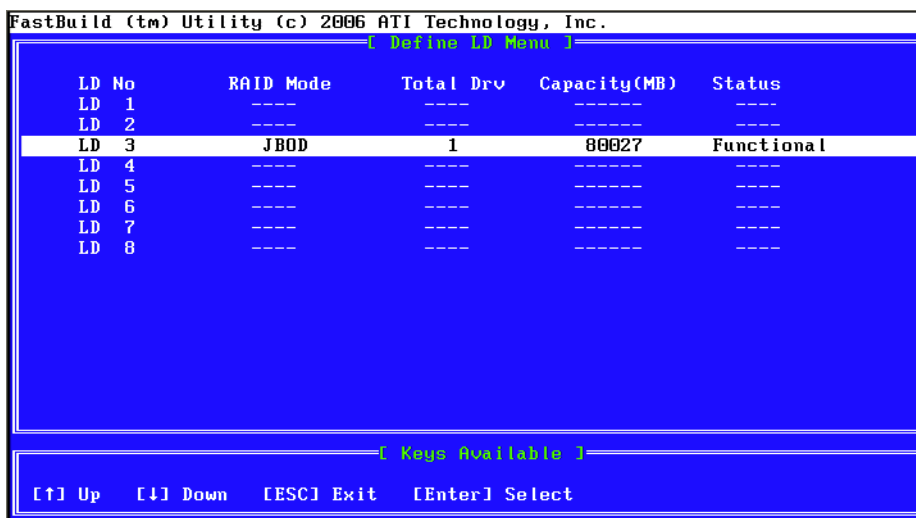 FastBuild (tm) Utility (c) 2006 ATI Technology, Inc.
[ Define LD Menu ]
LD No RAID Mode Total Drv Capacity(MB) Status
LD 1 ---- ---- ------ ----
LD 2 ---- ---- ------ ----
LD 3 JBOD 1 80027 Functional
LD 4 ---- ---- ------ ----
LD 5 ---- ---- ------ ----
LD 6 ---- ---- ------ ----
LD 7 ---- ---- ------ ----
LD 8 ---- ---- ------ ----
[ Keys Available ]
[↑] Up [↓] Down [ESC] Exit [Enter] Select